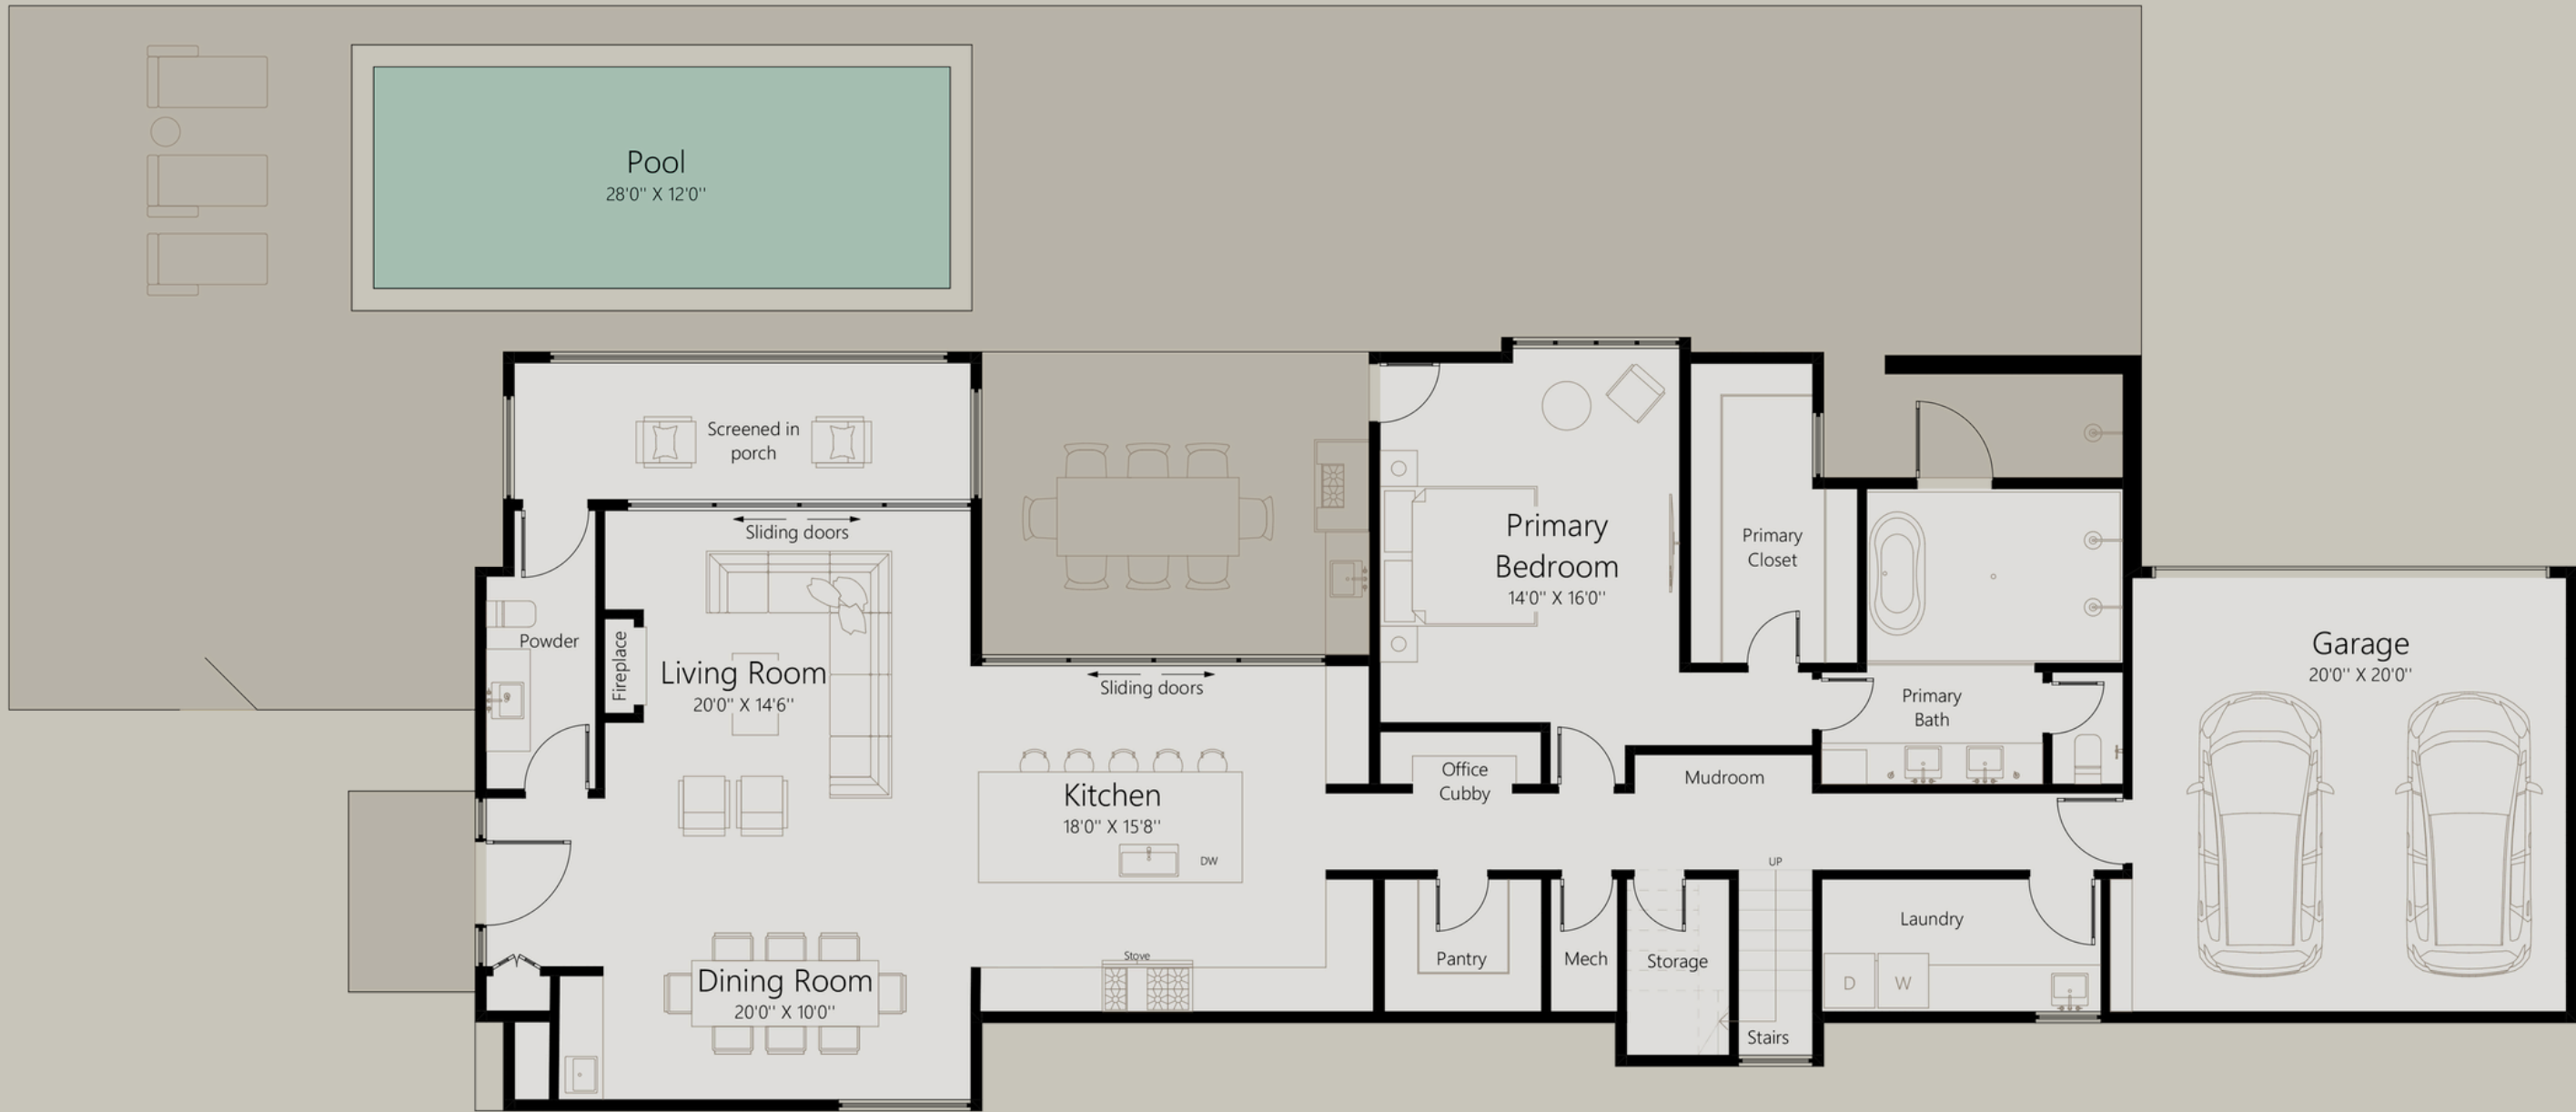 Pool
28'0'' X 12'0''
Screened in
porch
Sliding doors
Powder
Fireplace
Living Room
20'0'' X 14'6''
Sliding doors
Kitchen
18'0'' X 15'8''
DW
Stove
Dining Room
20'0'' X 10'0''
Primary
Bedroom
14'0'' X 16'0''
Primary
Closet
Primary
Bath
Office
Cubby
Mudroom
UP
Pantry
Mech
Storage
Stairs
Laundry
D
W
Garage
20'0'' X 20'0''